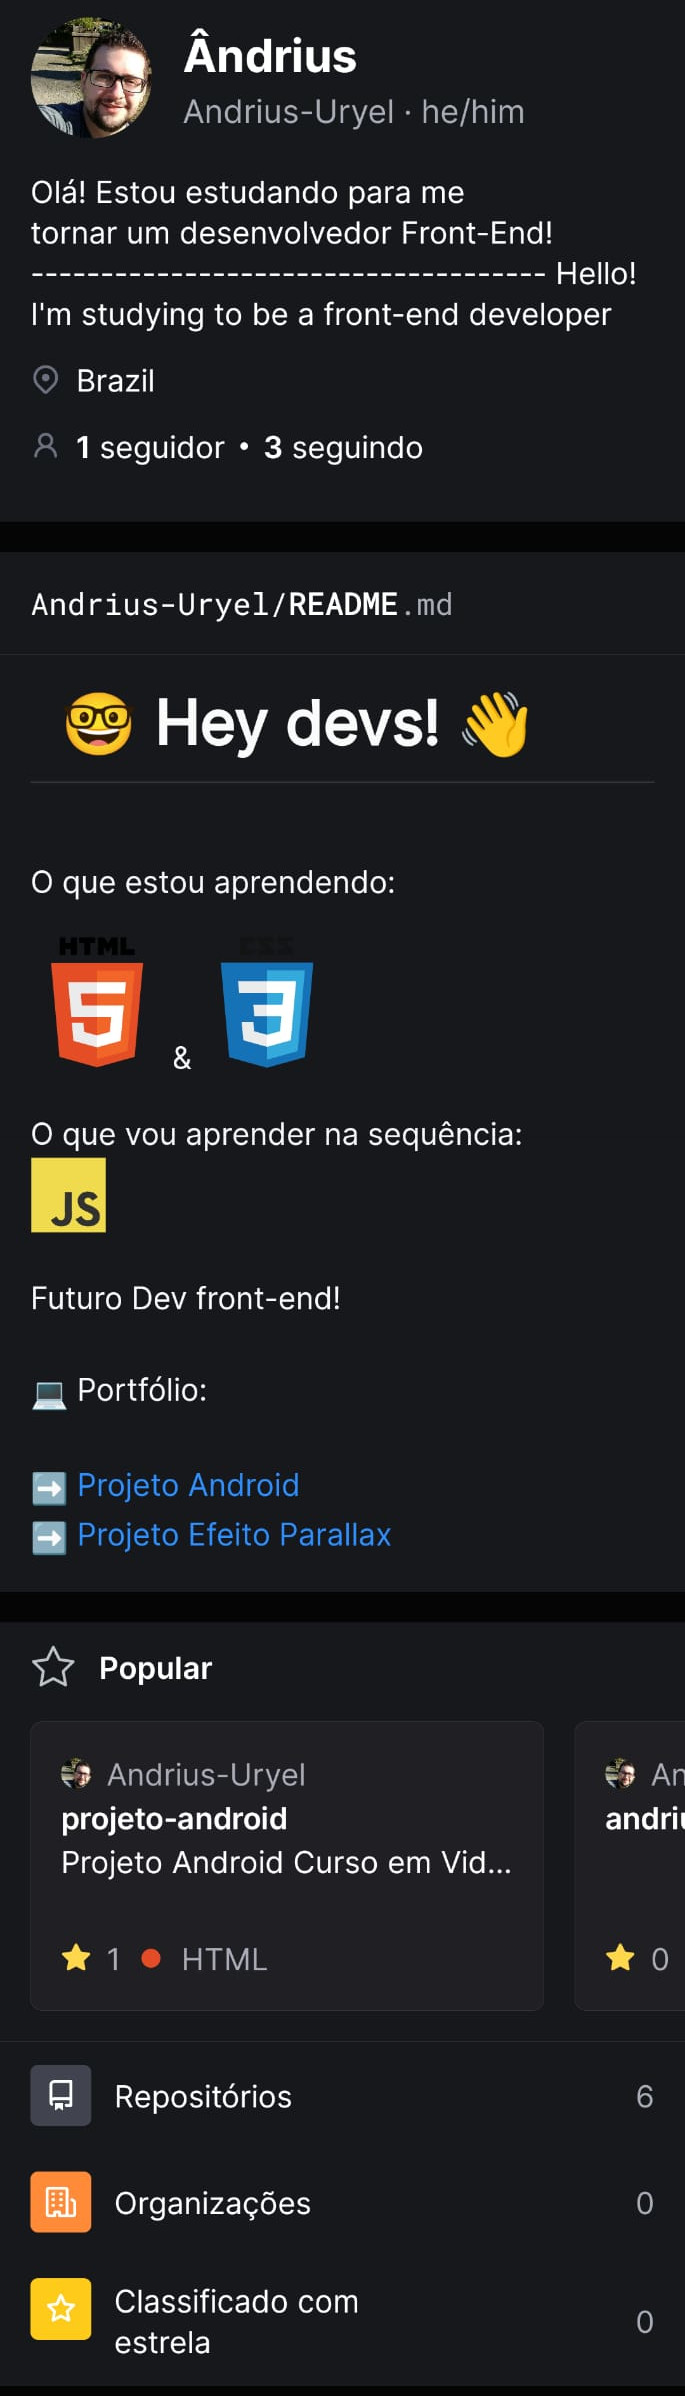 Ândrius
Andrius-Uryel · he/him
Olá! Estou estudando para me
tornar um desenvolvedor Front-End!
------------------------------------- Hello!
I'm studying to be a front-end developer
Brazil
1 seguidor • 3 seguindo
Andrius-Uryel/README.md
🤓 Hey devs! 👋
O que estou aprendendo:
HTML CSS
5 & 3
O que vou aprender na sequência:
JS
Futuro Dev front-end!
💻 Portfólio:
➡️ Projeto Android
➡️ Projeto Efeito Parallax
Popular
Andrius-Uryel
projeto-android
Projeto Android Curso em Vid...
⭐ 1 HTML
An
andriu
⭐ 0
Repositórios 6
Organizações 0
Classificado com
estrela 0